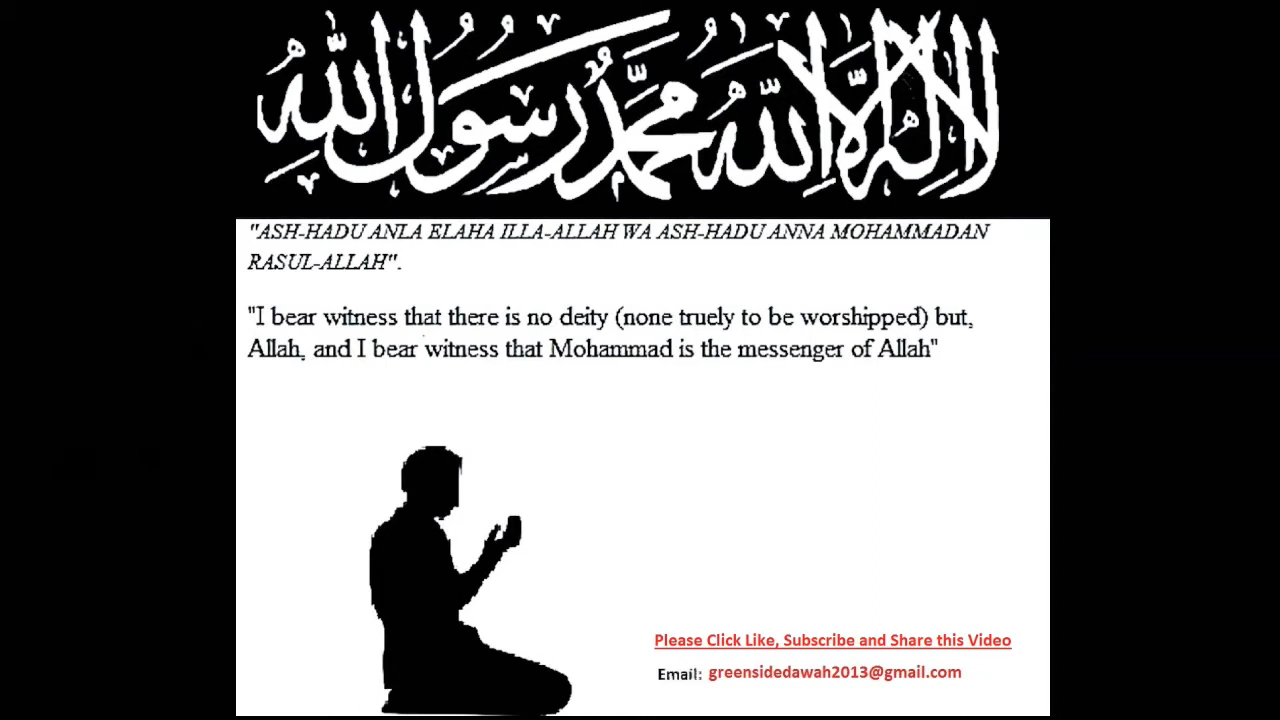 لا إله إلا الله محمد رسول الله
"ASH-HADU ANLA ELAHA ILLA-ALLAH WA ASH-HADU ANNA MOHAMMADAN
RASUL-ALLAH".
"I bear witness that there is no deity (none truely to be worshipped) but,
Allah, and I bear witness that Mohammad is the messenger of Allah"
Please Click Like, Subscribe and Share this Video
Email: greensidedawah2013@gmail.com